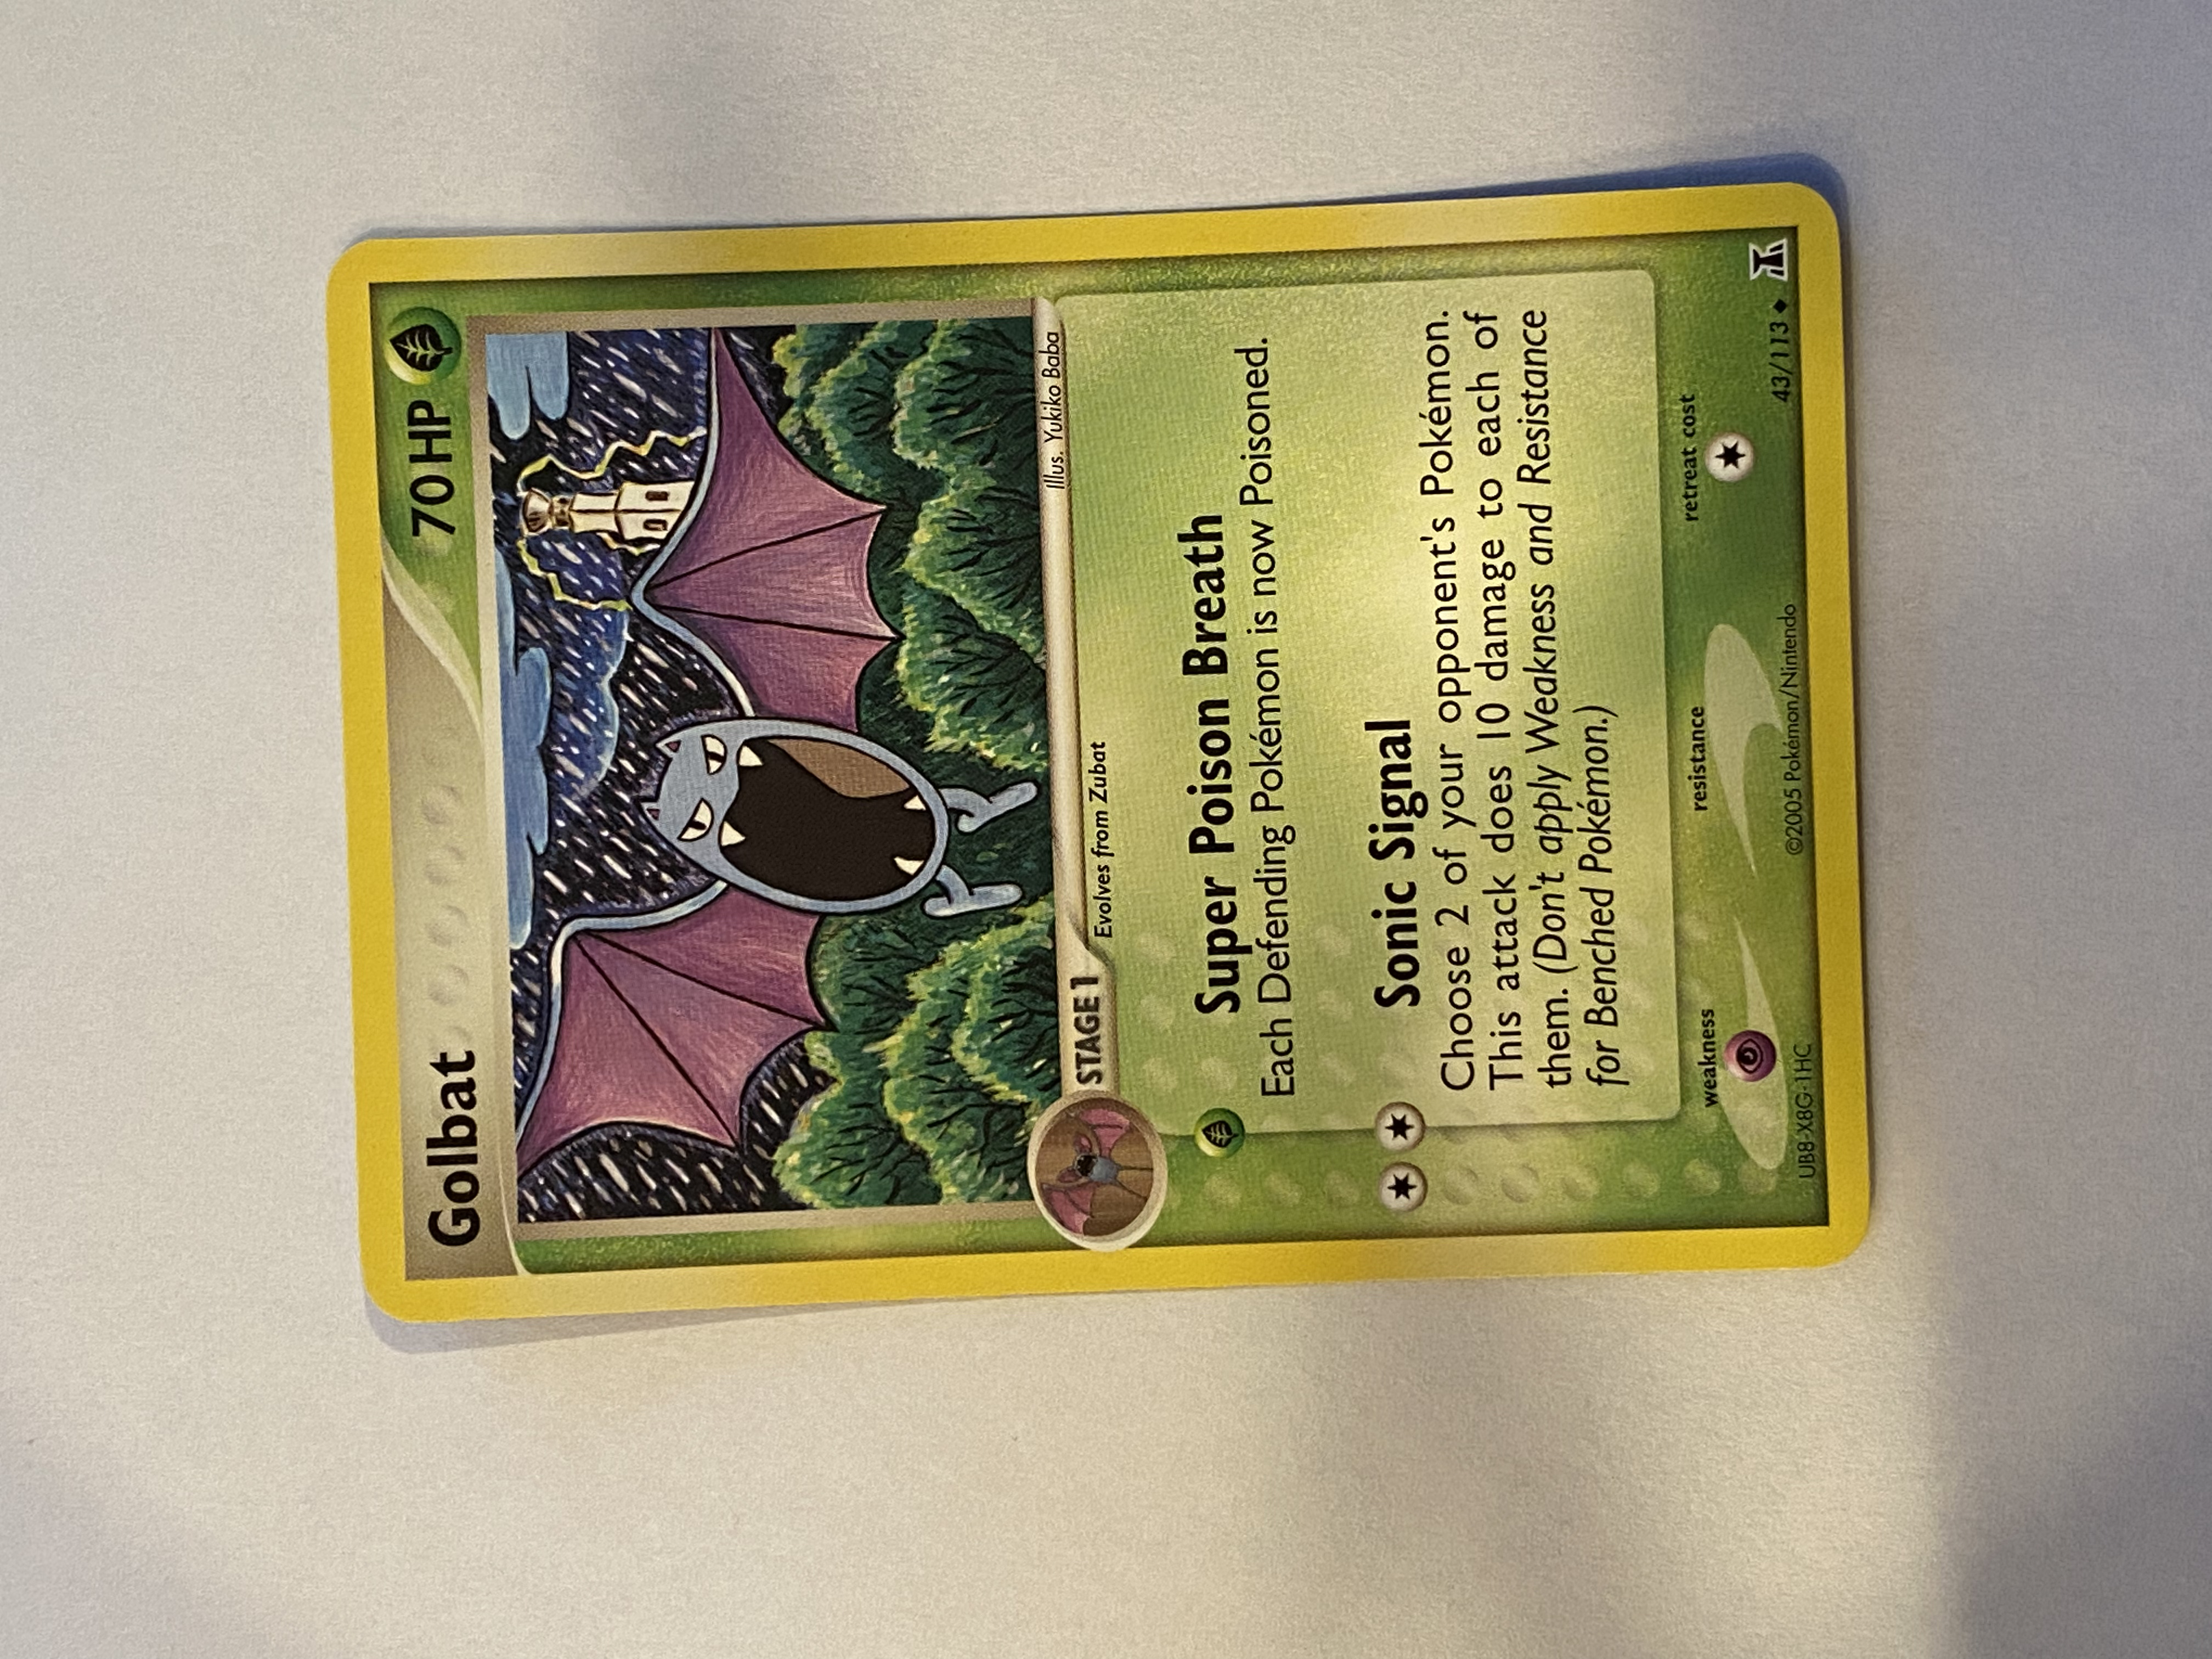 Golbat
70 HP
Illus. Yukiko Baba
STAGE 1
Evolves from Zubat
Super Poison Breath
Each Defending Pokémon is now Poisoned.
Sonic Signal
Choose 2 of your opponent's Pokémon.
This attack does 10 damage to each of
them. (Don't apply Weakness and Resistance
for Benched Pokémon.)
weakness
resistance
retreat cost
UB8-X8G-1HC
©2005 Pokémon/Nintendo
43/113